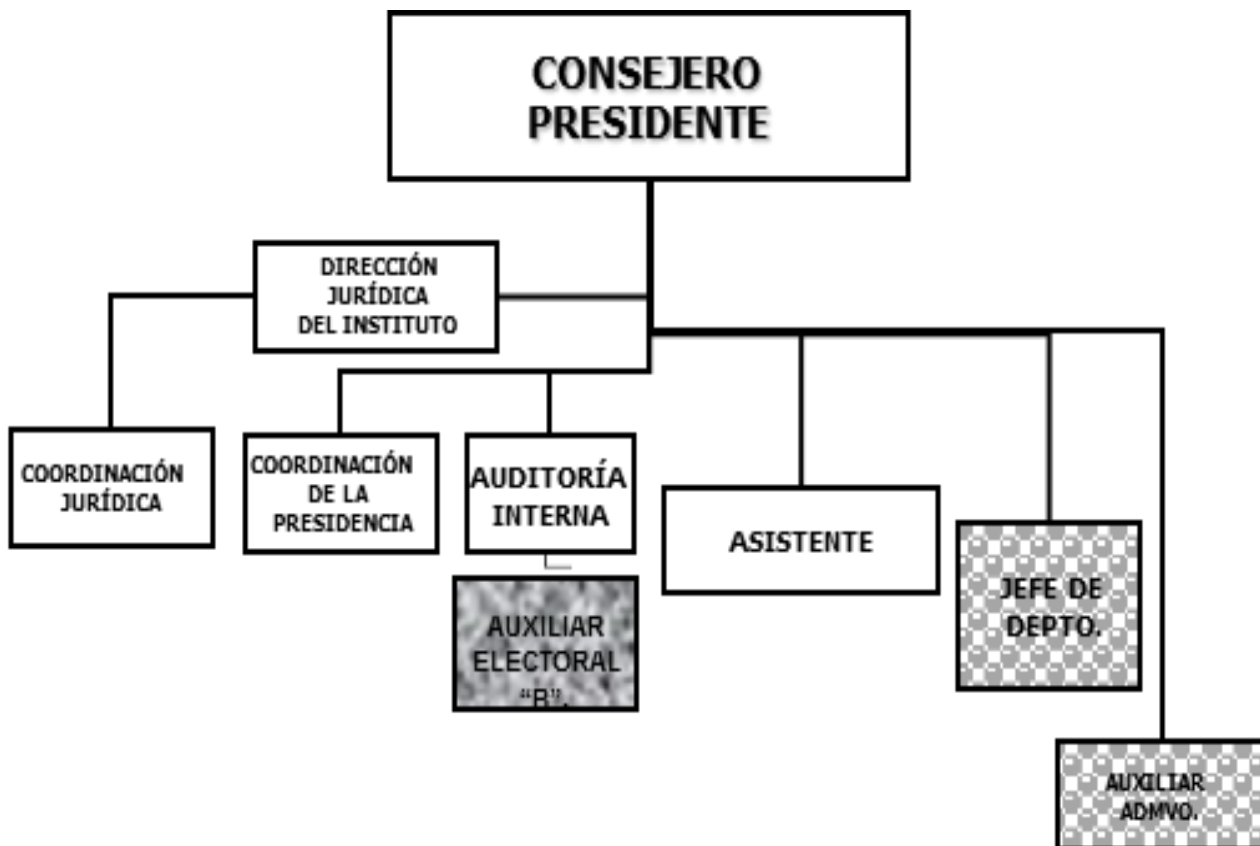 CONSEJERO
PRESIDENTE
DIRECCIÓN
JURÍDICA
DEL INSTITUTO
COORDINACIÓN
JURÍDICA
COORDINACIÓN
DE LA
PRESIDENCIA
AUDITORÍA
INTERNA
ASISTENTE
JEFE DE
DEPTO.
AUXILIAR
ELECTORAL
“B”.
AUXILIAR
ADMVO.